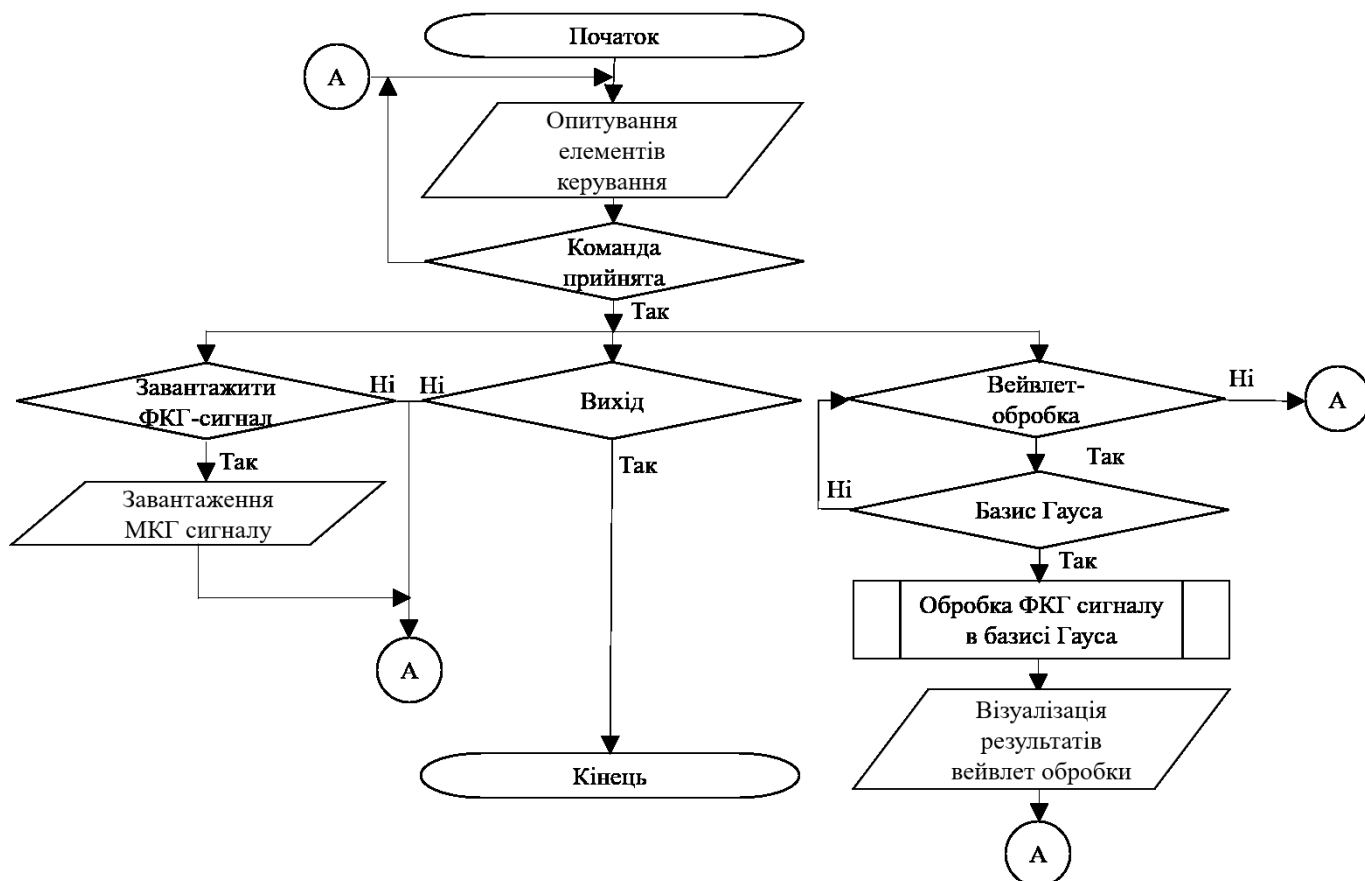 Початок
А
Опитування
елементів
керування
Команда
прийнята
Так
Завантажити
ФКГ-сигнал
Ні
Ні
Вихід
Вейвлет-
обробка
Ні
А
Так
Так
Так
Завантаження
МКГ сигналу
Ні
Базис Гауса
Так
Обробка ФКГ сигналу
в базисі Гауса
А
Візуалізація
результатів
вейвлет обробки
Кінець
А